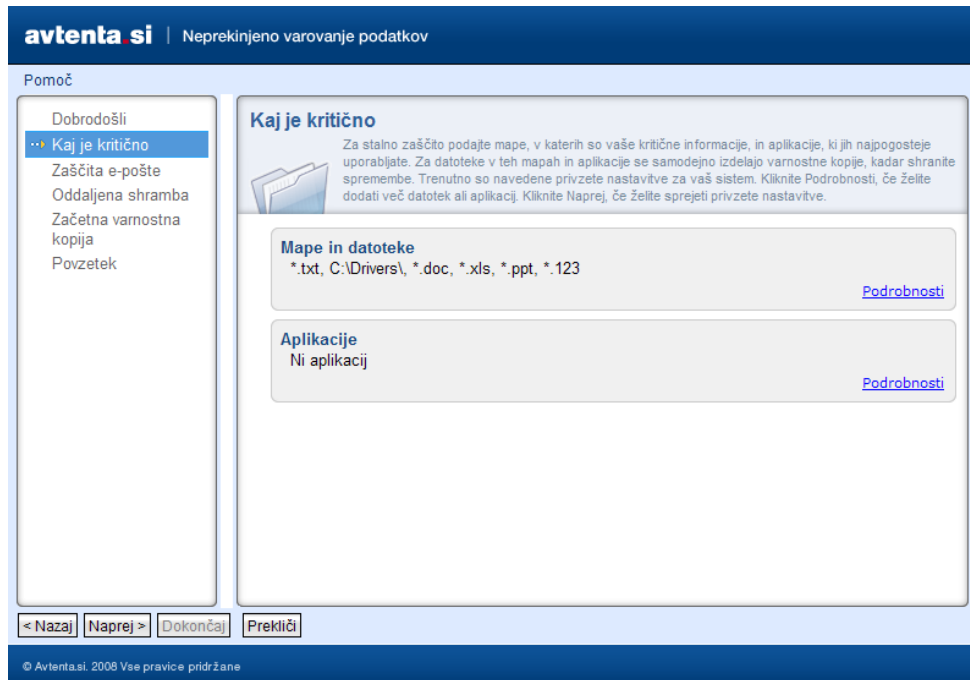 avtenta.si | Neprekinjeno varovanje podatkov
Pomoč
Dobrodošli
Kaj je kritično
Zaščita e-pošte
Oddaljena shramba
Začetna varnostna
kopija
Povzetek
Kaj je kritično
Za stalno zaščito podajte mape, v katerih so vaše kritične informacije, in aplikacije, ki jih najpogosteje
uporabljate. Za datoteke v teh mapah in aplikacije se samodejno izdelajo varnostne kopije, kadar shranite
spremembe. Trenutno so navedene privzete nastavitve za vaš sistem. Kliknite Podrobnosti, če želite
dodati več datotek ali aplikacij. Kliknite Naprej, če želite sprejeti privzete nastavitve.
Mape in datoteke
*.txt, C:\Drivers\, *.doc, *.xls, *.ppt, *.123
Podrobnosti
Aplikacije
Ni aplikacij
Podrobnosti
< Nazaj Naprej > Dokončaj Prekliči
© Avtenta.si. 2008 Vse pravice pridržane